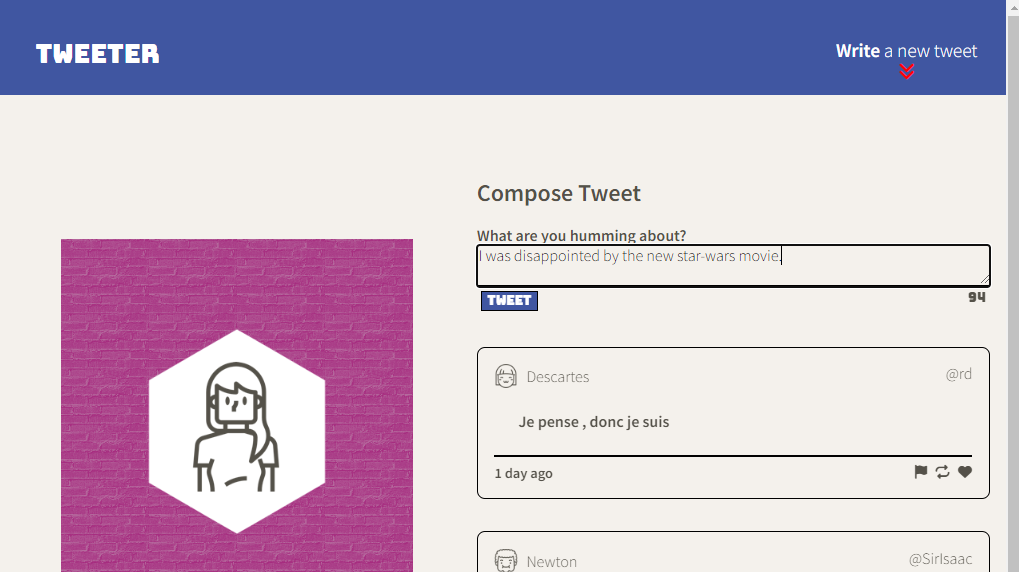 TWEETER
Write a new tweet
Compose Tweet
What are you humming about?
I was disappointed by the new star-wars movie.
TWEET
94
Descartes
@rd
Je pense , donc je suis
1 day ago
Newton
@SirIsaac